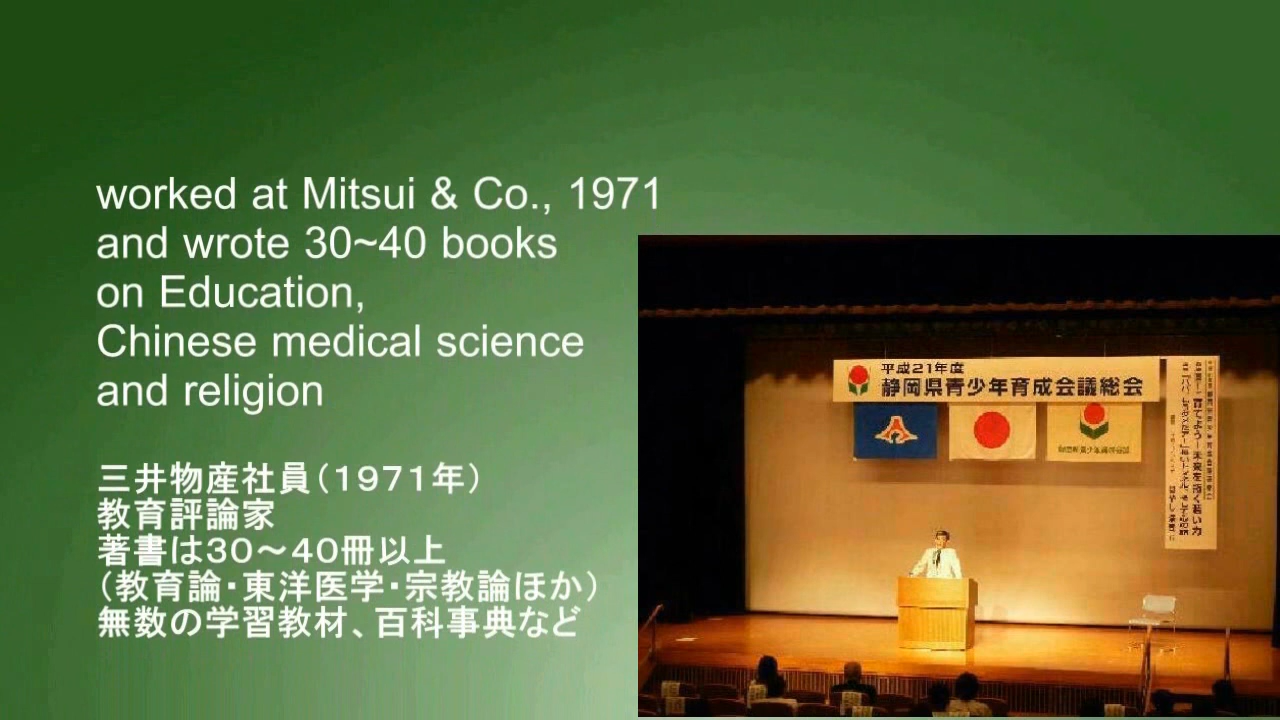 worked at Mitsui & Co., 1971
and wrote 30~40 books
on Education,
Chinese medical science
and religion
三井物産社員（１９７１年）
教育評論家
著書は３０～４０冊以上
（教育論・東洋医学・宗教論ほか）
無数の学習教材、百科事典など
平成21年度
静岡県青少年育成会議総会